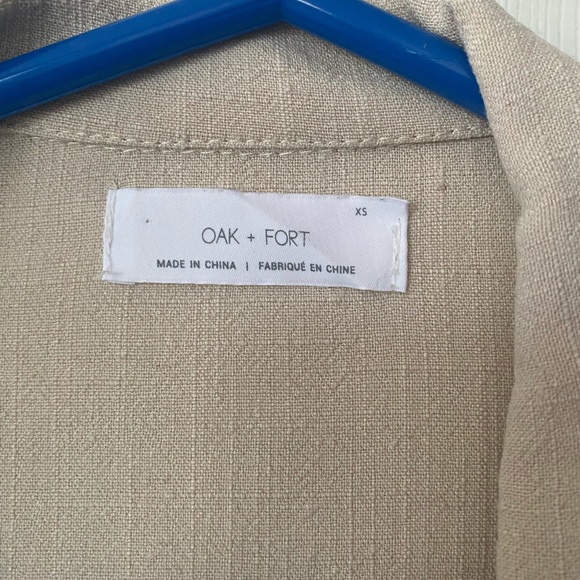 XS
OAK + FORT
MADE IN CHINA | FABRIQUÉ EN CHINE